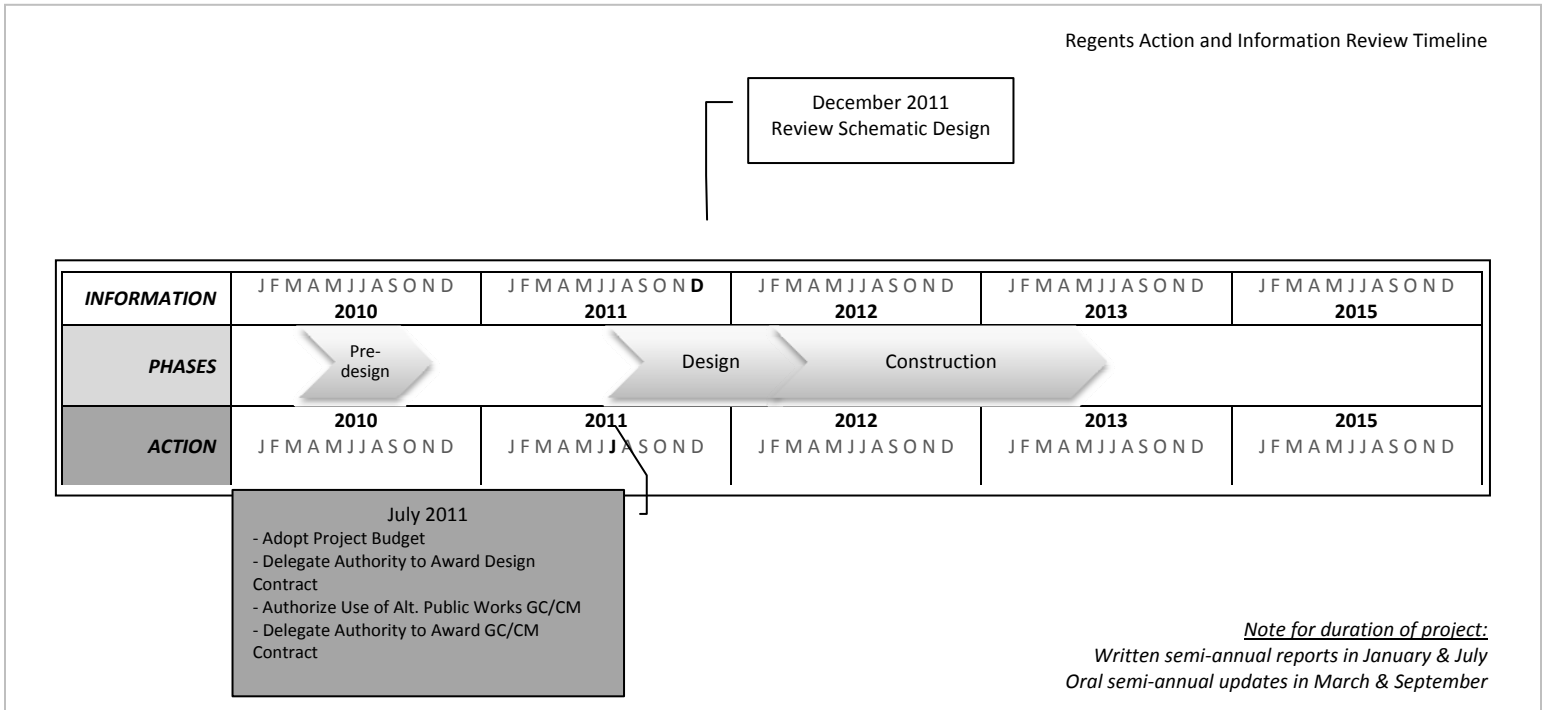 Regents Action and Information Review Timeline
December 2011
Review Schematic Design
INFORMATION
J F M A M J J A S O N D
2010
J F M A M J J A S O N D
2011
J F M A M J J A S O N D
2012
J F M A M J J A S O N D
2013
J F M A M J J A S O N D
2015
PHASES
Pre-
design
Design
Construction
ACTION
2010
J F M A M J J A S O N D
2011
J F M A M J J A S O N D
2012
J F M A M J J A S O N D
2013
J F M A M J J A S O N D
2015
J F M A M J J A S O N D
July 2011
- Adopt Project Budget
- Delegate Authority to Award Design
Contract
- Authorize Use of Alt. Public Works GC/CM
- Delegate Authority to Award GC/CM
Contract
Note for duration of project:
Written semi-annual reports in January & July
Oral semi-annual updates in March & September